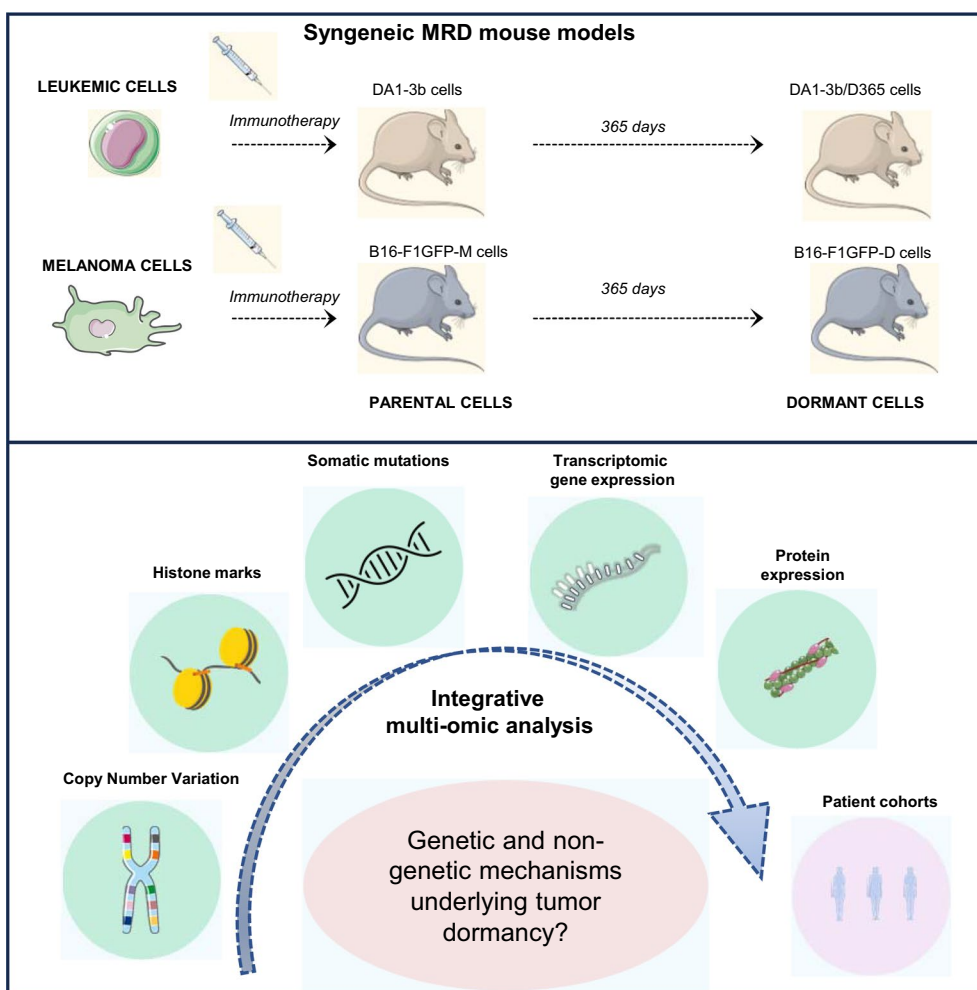 Syngeneic MRD mouse models
LEUKEMIC CELLS
Immunotherapy
DA1-3b cells
365 days
DA1-3b/D365 cells
MELANOMA CELLS
Immunotherapy
B16-F1GFP-M cells
365 days
B16-F1GFP-D cells
PARENTAL CELLS
DORMANT CELLS
Somatic mutations
Transcriptomic
gene expression
Histone marks
Protein
expression
Integrative
multi-omic analysis
Copy Number Variation
Patient cohorts
Genetic and non-
genetic mechanisms
underlying tumor
dormancy?